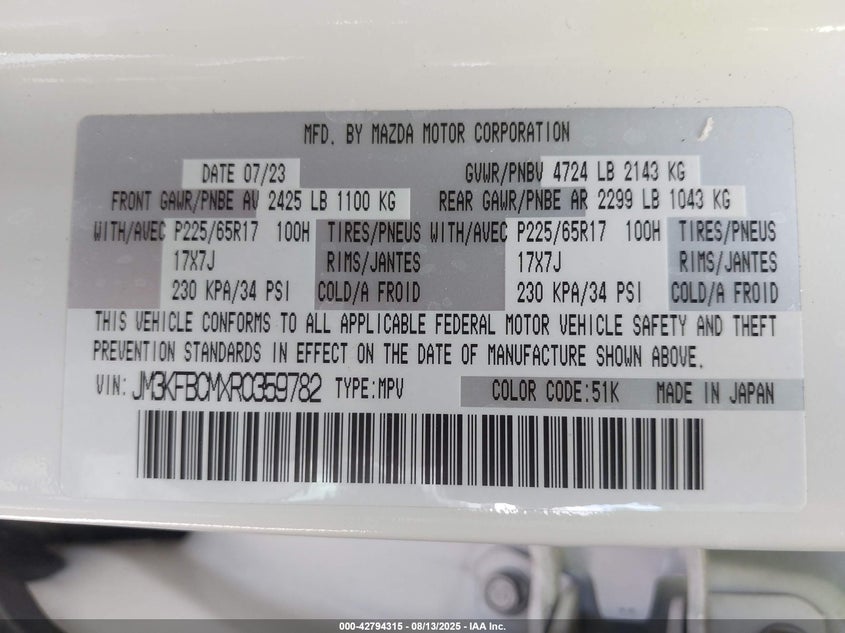 MFD. BY MAZDA MOTOR CORPORATION
DATE 07/23 GVWR/PNBV 4724 LB 2143 KG
FRONT GAWR/PNBE AV 2425 LB 1100 KG REAR GAWR/PNBE AR 2299 LB 1043 KG
WITH/AVEC P225/65R17 100H TIRES/PNEUS WITH/AVEC P225/65R17 100H TIRES/PNEUS
17X7J RIMS/JANTES 17X7J RIMS/JANTES
230 KPA/34 PSI COLD/A FROID 230 KPA/34 PSI COLD/A FROID
THIS VEHICLE CONFORMS TO ALL APPLICABLE FEDERAL MOTOR VEHICLE SAFETY AND THEFT
PREVENTION STANDARDS IN EFFECT ON THE DATE OF MANUFACTURE SHOWN ABOVE.
VIN: JM3KFBCMXR0359782 TYPE:MPV COLOR CODE:51K MADE IN JAPAN
000-42794315 - 08/13/2025 - IAA Inc.